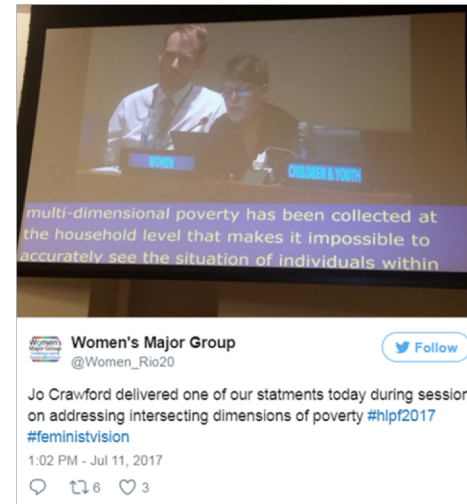 WOMEN
CHILDREN & YOUTH
multi-dimensional poverty has been collected at
the household level that makes it impossible to
accurately see the situation of individuals within
Women's Major Group
@Women_Rio20
Follow
Jo Crawford delivered one of our statments today during session
on addressing intersecting dimensions of poverty #hlpf2017
#feministvision
1:02 PM - Jul 11, 2017
6
3